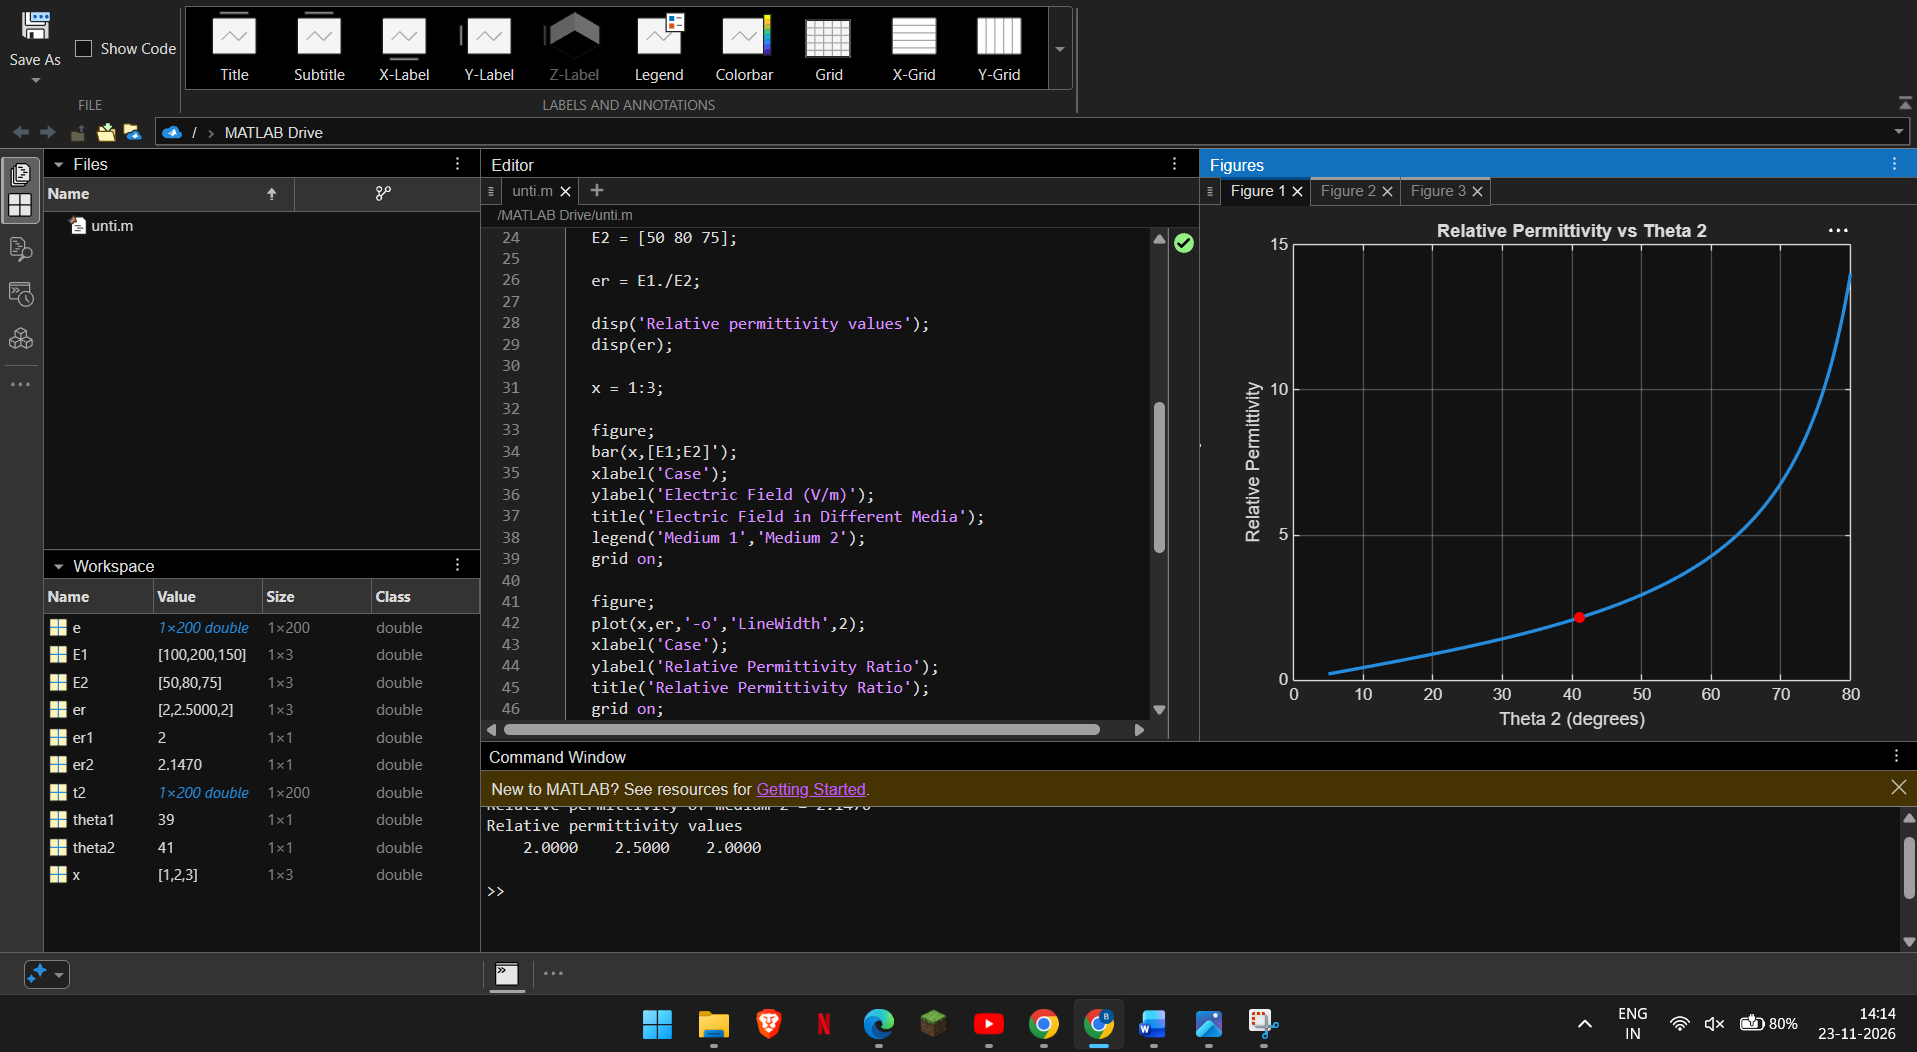 Save As
Show Code
FILE
Title
Subtitle
X-Label
Y-Label
Z-Label
Legend
Colorbar
Grid
X-Grid
Y-Grid
LABELS AND ANNOTATIONS
/ › MATLAB Drive
Files
Name
unti.m
Workspace
Name Value Size Class
e 1×200 double 1×200 double
E1 [100,200,150] 1×3 double
E2 [50,80,75] 1×3 double
er [2,2.5000,2] 1×3 double
er1 2 1×1 double
er2 2.1470 1×1 double
t2 1×200 double 1×200 double
theta1 39 1×1 double
theta2 41 1×1 double
x [1,2,3] 1×3 double
Editor
unti.m
/MATLAB Drive/unti.m
24 E2 = [50 80 75];
25
26 er = E1./E2;
27
28 disp('Relative permittivity values');
29 disp(er);
30
31 x = 1:3;
32
33 figure;
34 bar(x,[E1;E2]');
35 xlabel('Case');
36 ylabel('Electric Field (V/m)');
37 title('Electric Field in Different Media');
38 legend('Medium 1','Medium 2');
39 grid on;
40
41 figure;
42 plot(x,er,'-o','LineWidth',2);
43 xlabel('Case');
44 ylabel('Relative Permittivity Ratio');
45 title('Relative Permittivity Ratio');
46 grid on;
Figures
Figure 1 Figure 2 Figure 3
Relative Permittivity vs Theta 2
Relative Permittivity
15
10
5
0
0 10 20 30 40 50 60 70 80
Theta 2 (degrees)
Command Window
New to MATLAB? See resources for Getting Started.
Relative permittivity of medium 2 = 2.1470
Relative permittivity values
2.0000 2.5000 2.0000
>>
ENG
IN
80%
14:14
23-11-2026